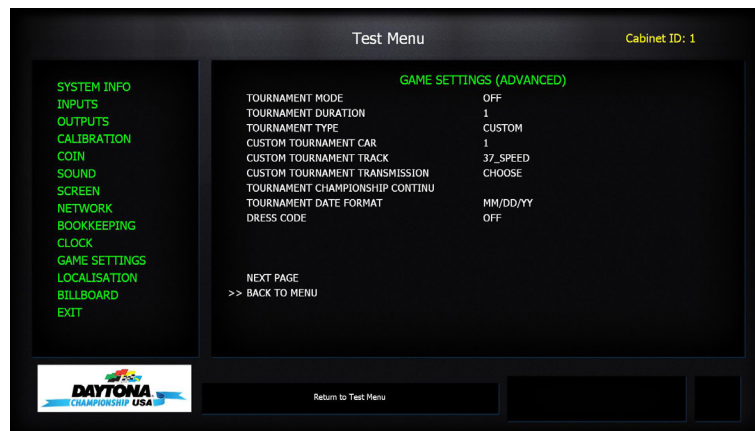 Test Menu
Cabinet ID: 1
SYSTEM INFO
INPUTS
OUTPUTS
CALIBRATION
COIN
SOUND
SCREEN
NETWORK
BOOKKEEPING
CLOCK
GAME SETTINGS
LOCALISATION
BILLBOARD
EXIT
GAME SETTINGS (ADVANCED)
TOURNAMENT MODE OFF
TOURNAMENT DURATION 1
TOURNAMENT TYPE CUSTOM
CUSTOM TOURNAMENT CAR 1
CUSTOM TOURNAMENT TRACK 37_SPEED
CUSTOM TOURNAMENT TRANSMISSION CHOOSE
TOURNAMENT CHAMPIONSHIP CONTINU
TOURNAMENT DATE FORMAT MM/DD/YY
DRESS CODE OFF
NEXT PAGE
>> BACK TO MENU
DAYTONA
CHAMPIONSHIP USA
Return to Test Menu